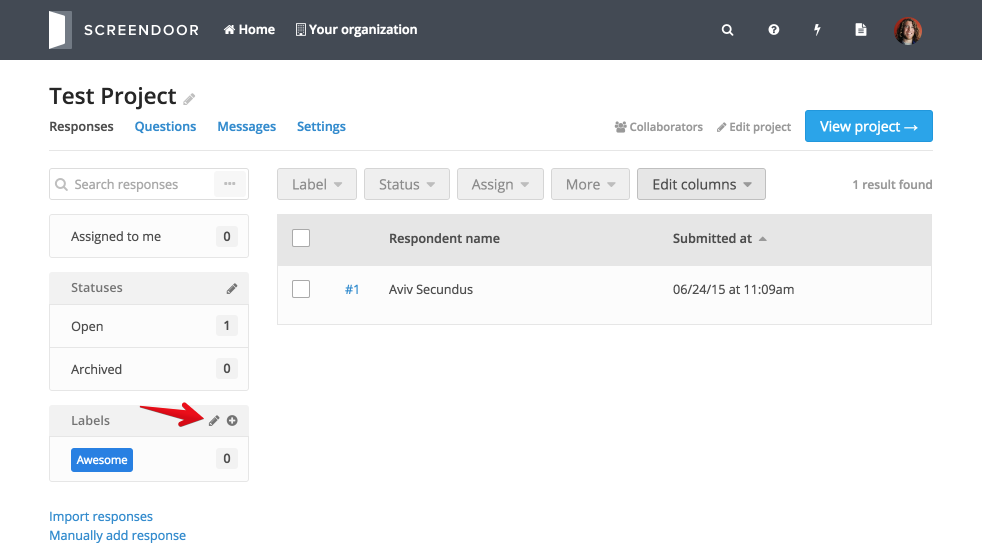 SCREENDOOR Home Your organization
Test Project
Responses Questions Messages Settings
Collaborators Edit project View project →
Search responses ...
Label Status Assign More Edit columns
1 result found
Assigned to me 0
Statuses
Open 1
Archived 0
Labels
Awesome 0
Import responses
Manually add response
Respondent name Submitted at
#1 Aviv Secundus 06/24/15 at 11:09am